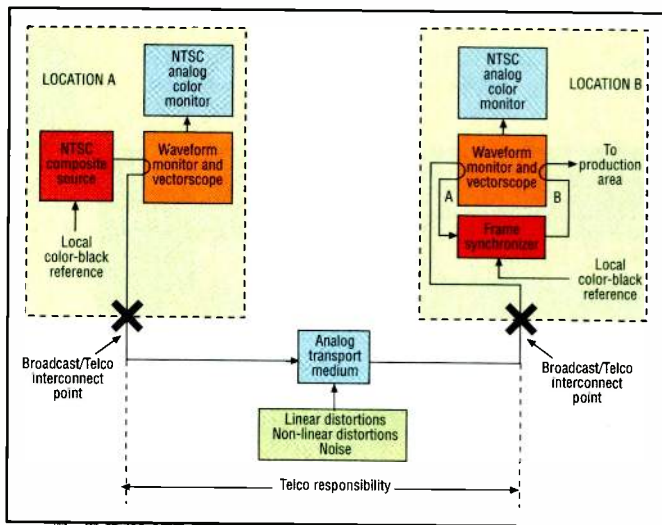 LOCATION A
NTSC
analog
color
monitor
NTSC
composite
source
Waveform
monitor and
vectorscope
Local
color-black
reference
Broadcast/Telco
interconnect
point
NTSC
analog
color
monitor
LOCATION B
Waveform
monitor and
vectorscope
To
production
area
A
B
Frame
synchronizer
Local
color-black
reference
Broadcast/Telco
interconnect
point
Analog
transport
medium
Linear distortions
Non-linear distortions
Noise
Telco responsibility